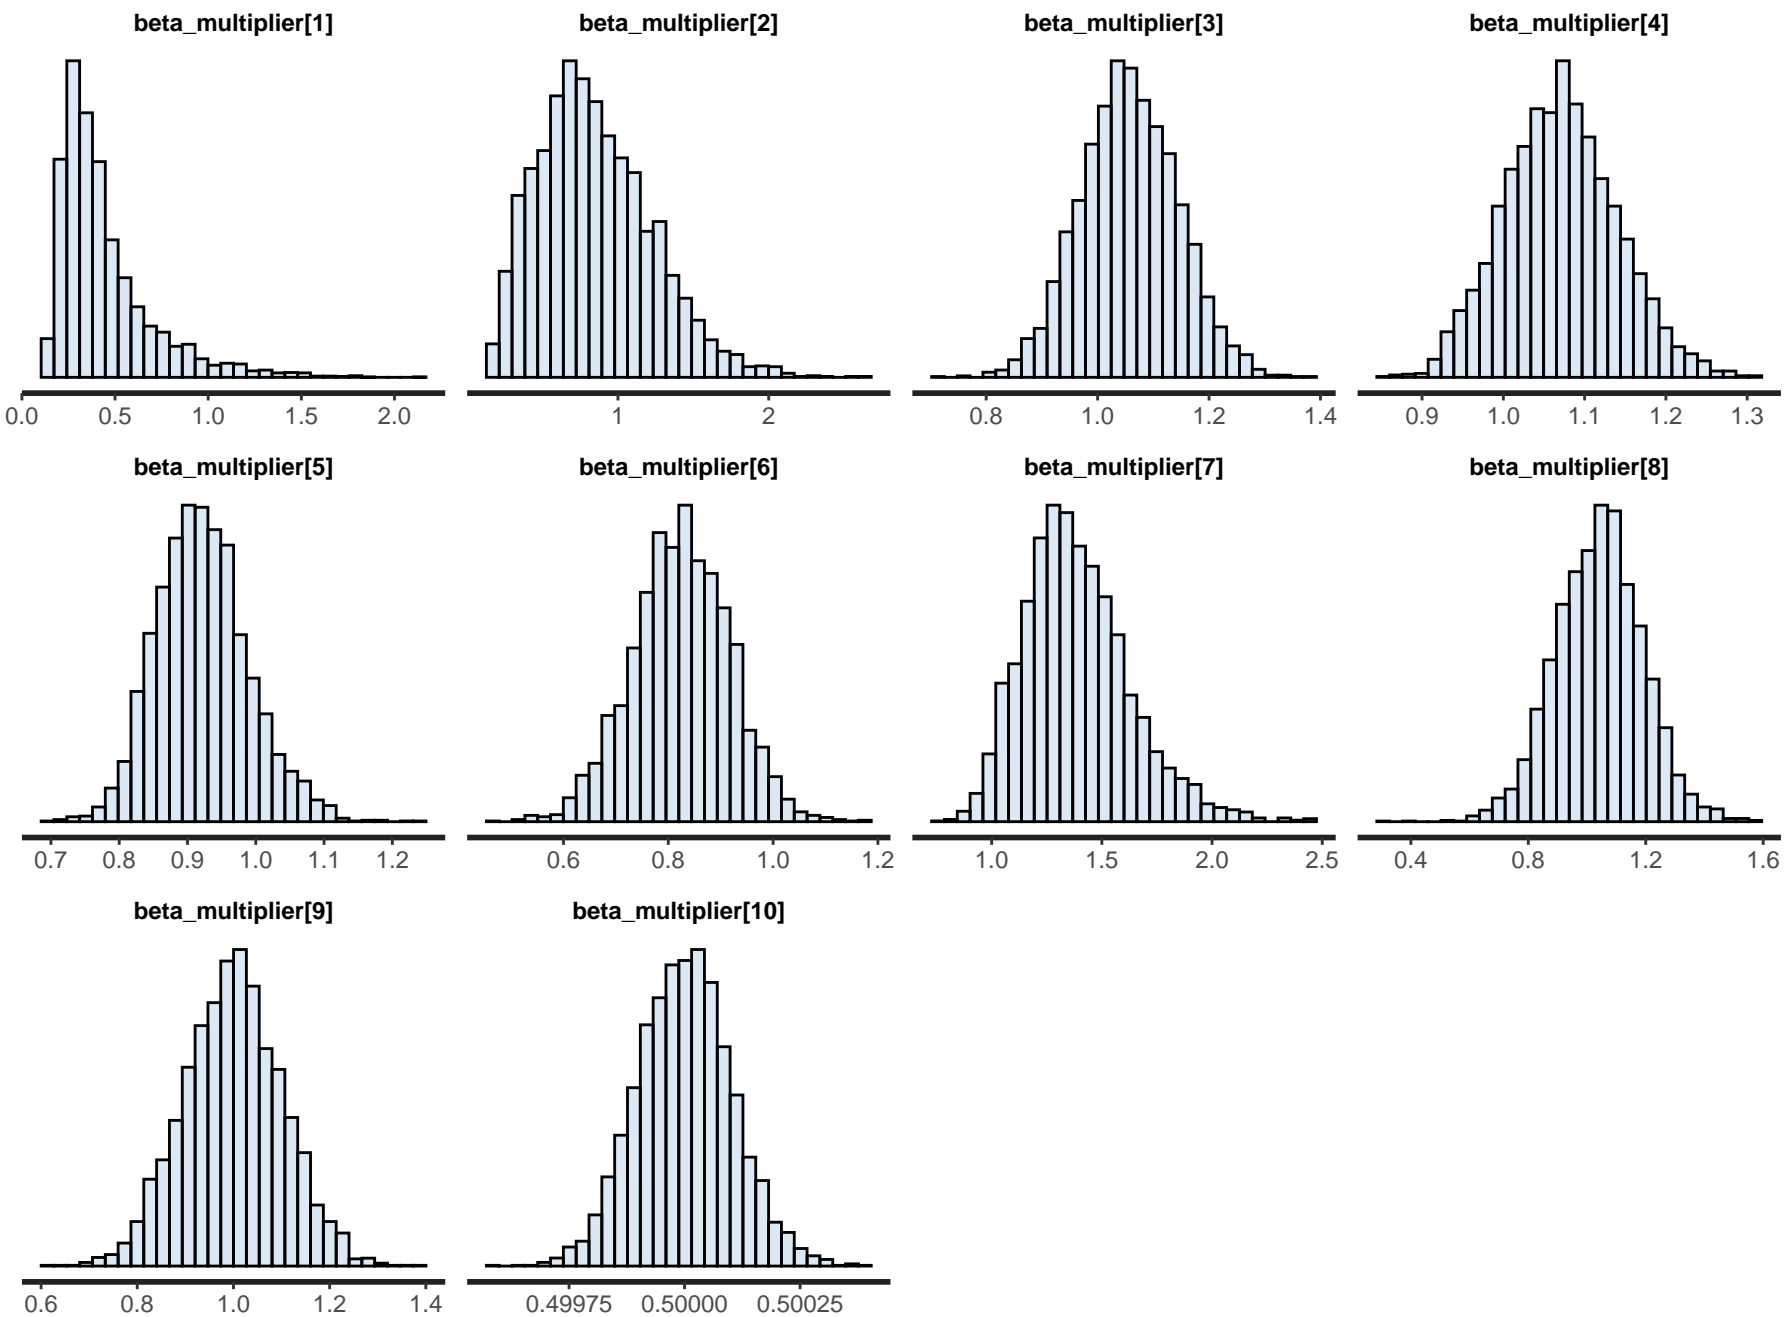 beta_multiplier[1] beta_multiplier[2] beta_multiplier[3] beta_multiplier[4]
0.0 0.5 1.0 1.5 2.0 1 2 0.8 1.0 1.2 1.4 0.9 1.0 1.1 1.2 1.3
beta_multiplier[5] beta_multiplier[6] beta_multiplier[7] beta_multiplier[8]
0.7 0.8 0.9 1.0 1.1 1.2 0.6 0.8 1.0 1.2 1.0 1.5 2.0 2.5 0.4 0.8 1.2 1.6
beta_multiplier[9] beta_multiplier[10]
0.6 0.8 1.0 1.2 1.4 0.49975 0.50000 0.50025